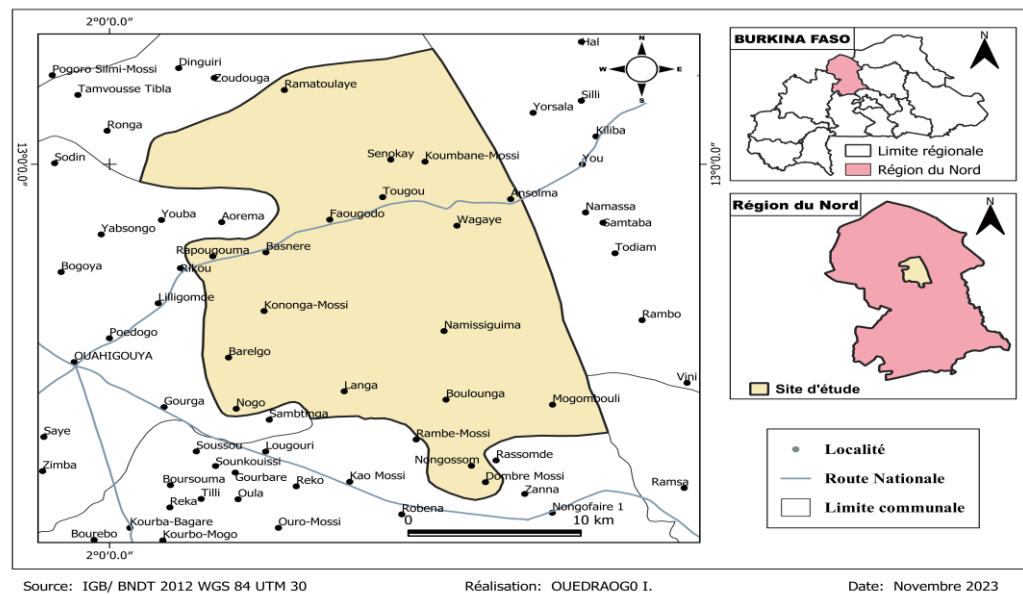 2°0'0.0"
Hal
Pogoro Silmi-Mossi
Dinguiri
Zoudouga
Tamvousse Tibla
Ramatoulaye
N
W
E
S
Silli
Yorsala
Ronga
Kiliba
Sodin
13°0'0.0"
Senokay
Koumbane-Mossi
You
13°0'0.0"
Tougou
Ansolma
Youba
Aorema
Faougodo
Wagaye
Namassa
Samtaba
Yabsongo
Rapougouma
Basnere
Todiam
Bogoya
Rikou
Lilligomde
Kononga-Mossi
Rambo
Poedogo
Namissiguima
OUAHIGOUYA
Barelgo
Langa
Boulounga
Mogombouli
Vini
Gourga
Nogo
Sambtinga
Saye
Rambe-Mossi
Soussou
Lougouri
Rassomde
Zimba
Sounkouissi
Nongossom
Boursouma
Gourbare
Reko
Kao Mossi
Dombre Mossi
Ramsa
Reka
Tilli
Oula
Zanna
Robena
Nongofaire 1
Kourba-Bagare
Ouro-Mossi
0
10 km
Bourebo
Kourbo-Mogo
2°0'0.0"
BURKINA FASO
N
Limite régionale
Région du Nord
Région du Nord
N
Site d'étude
Localité
Route Nationale
Limite communale
Source: IGB/ BNDT 2012 WGS 84 UTM 30
Réalisation: OUEDRAOG0 I.
Date: Novembre 2023